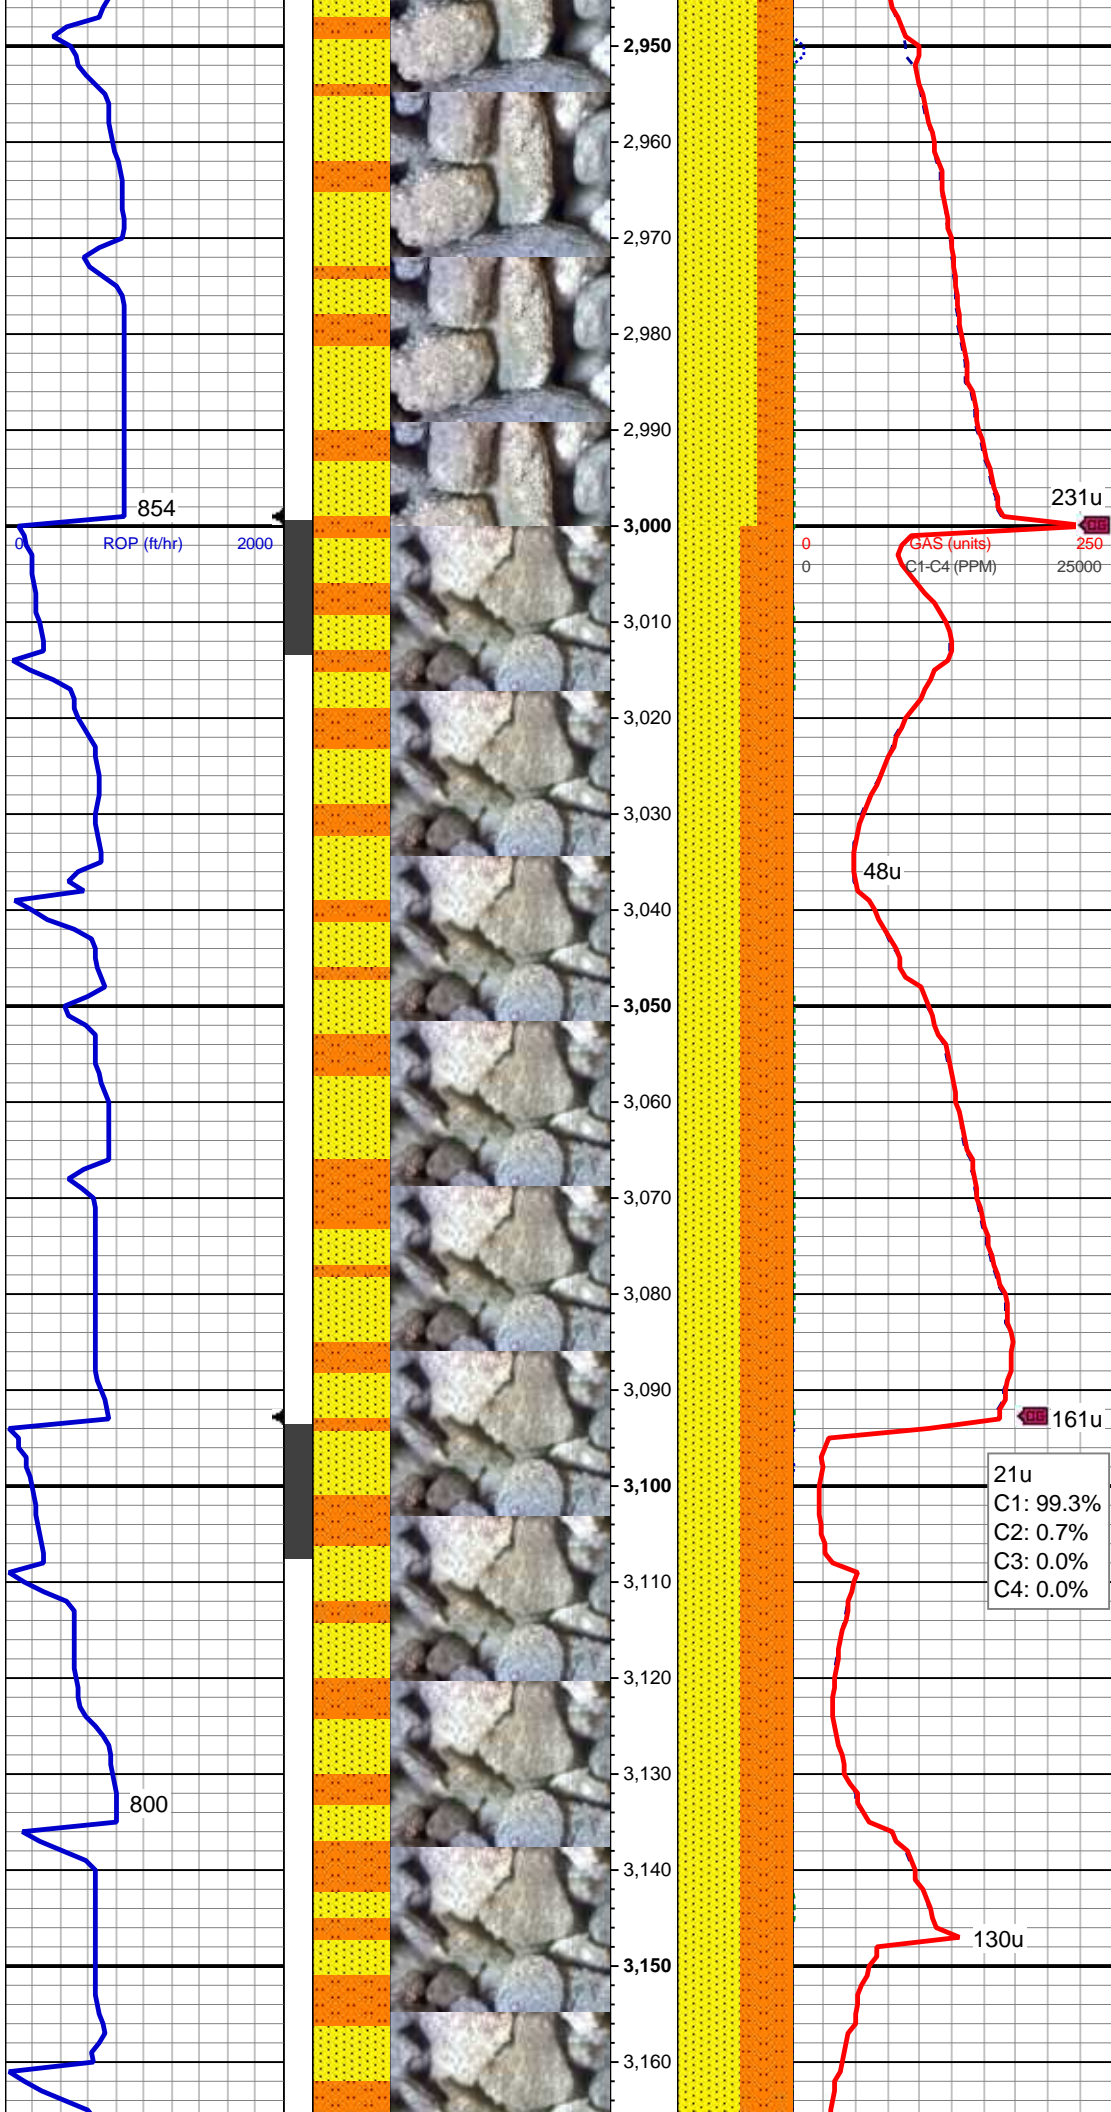 2,950
2,960
2,970
2,980
2,990
231u
854
3,000
CG
0 ROP (ft/hr) 2000
0 GAS (units) 250
0 C1-C4 (PPM) 25000
3,010
3,020
3,030
48u
3,040
3,050
3,060
3,070
3,080
3,090
CG 161u
21u
C1: 99.3%
C2: 0.7%
C3: 0.0%
C4: 0.0%
3,100
3,110
3,120
3,130
800
3,140
130u
3,150
3,160